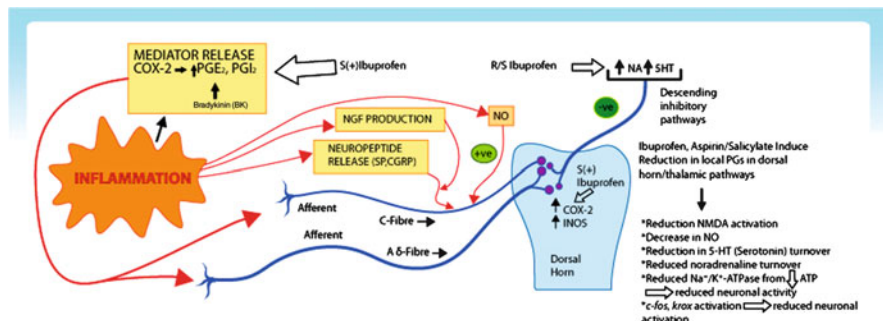 MEDIATOR RELEASE
COX-2 → ↑PGE₂, PGI₂
↑
Bradykinin (BK)
S(+)Ibuprofen
R/S Ibuprofen
↑ NA ↑ 5HT
-ve
Descending
inhibitory
pathways
NGF PRODUCTION
NO
NEUROPEPTIDE
RELEASE (SP,CGRP)
+ve
INFLAMMATION
Afferent
C-Fibre →
Afferent
A δ-Fibre →
S(+)
Ibuprofen
↑ COX-2
↑ INOS
Dorsal
Horn
Ibuprofen, Aspirin/Salicylate Induce
Reduction in local PGs in dorsal
horn/thalamic pathways
*Reduction NMDA activation
*Decrease in NO
*Reduction in 5-HT (Serotonin) turnover
*Reduced noradrenaline turnover
*Reduced Na⁺/K⁺-ATPase from ⇩ ATP
⇨ reduced neuronal activity
*c-fos, krox activation ⇨ reduced neuronal
activation